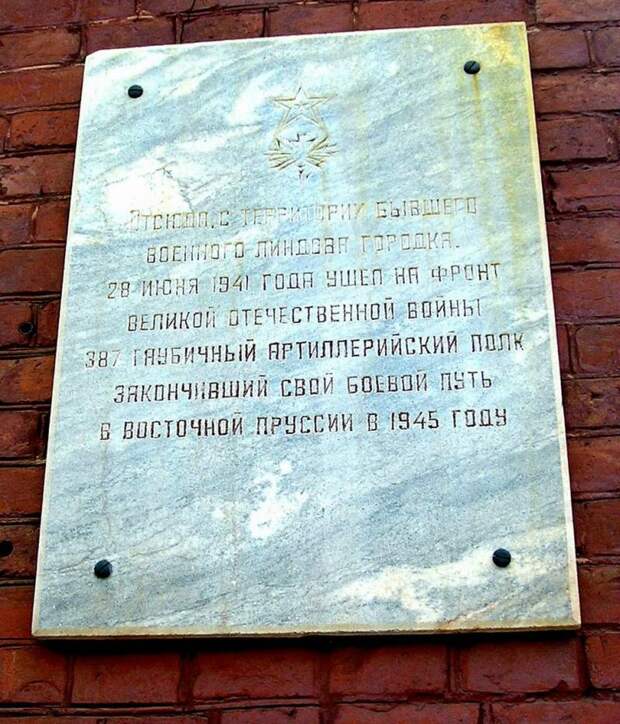 Отсюда, с территории бывшего
военного Линдова городка.
28 июня 1941 года ушел на фронт
Великой Отечественной войны
387 гаубичный артиллерийский полк
закончивший свой боевой путь
в Восточной Пруссии в 1945 году